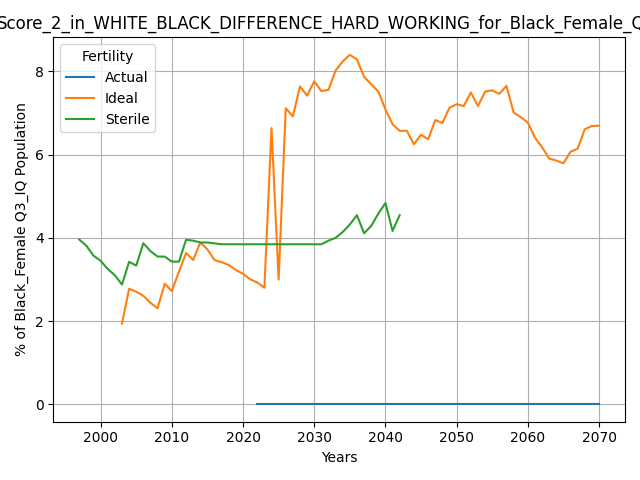 Score_2_in_WHITE_BLACK_DIFFERENCE_HARD_WORKING_for_Black_Female_Q
Fertility
Actual
Ideal
Sterile
% of Black_Female Q3_IQ Population
8
6
4
2
0
2000 2010 2020 2030 2040 2050 2060 2070
Years